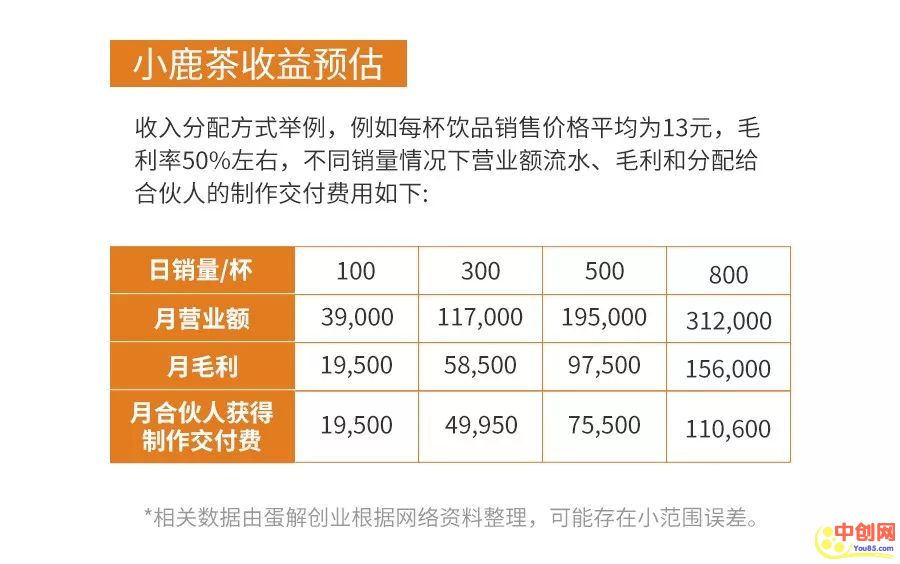 小鹿茶收益预估
收入分配方式举例，例如每杯饮品销售价格平均为13元，毛
利率50%左右，不同销量情况下营业额流水、毛利和分配给
合伙人的制作交付费用如下:
日销量/杯 100 300 500 800
月营业额 39,000 117,000 195,000 312,000
月毛利 19,500 58,500 97,500 156,000
月合伙人获得
制作交付费 19,500 49,950 75,500 110,600
*相关数据由蛋解创业根据网络资料整理，可能存在小范围误差。
中创网
You85.com